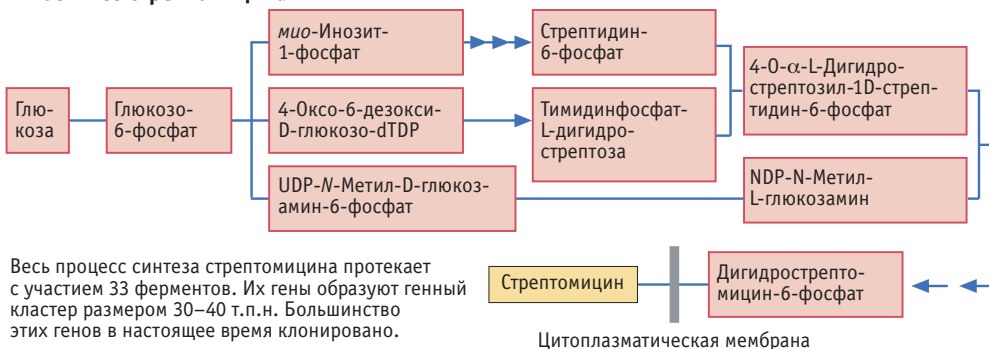 мио-Инозит-
1-фосфат
Стрептидин-
6-фосфат
4-О-α-L-Дигидро-
стрептозил-1D-стреп-
тидин-6-фосфат
Глю-
коза
Глюкозо-
6-фосфат
4-Оксо-6-дезокси-
D-глюкозо-dTDP
Тимидинфосфат-
L-дигидро-
стрептоза
UDP-N-Метил-D-глюкоз-
амин-6-фосфат
NDP-N-Метил-
L-глюкозамин
Весь процесс синтеза стрептомицина протекает
с участием 33 ферментов. Их гены образуют генный
кластер размером 30–40 т.п.н. Большинство
этих генов в настоящее время клонировано.
Стрептомицин
Дигидрострепто-
мицин-6-фосфат
Цитоплазматическая мембрана